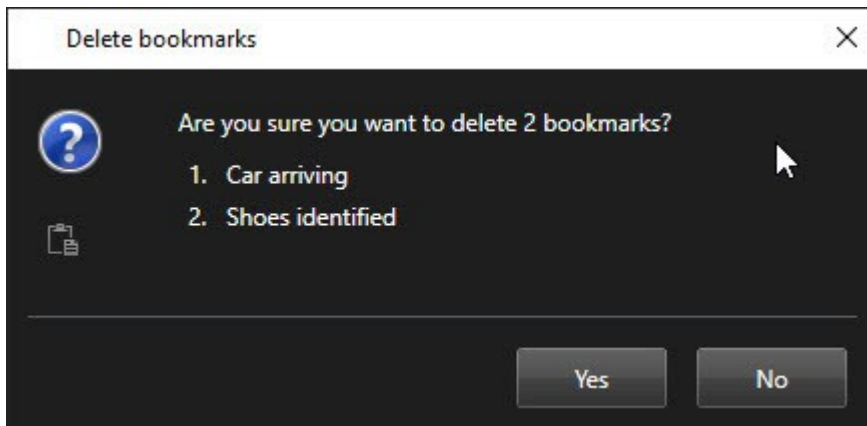 Delete bookmarks
Are you sure you want to delete 2 bookmarks?
1. Car arriving
2. Shoes identified
Yes
No